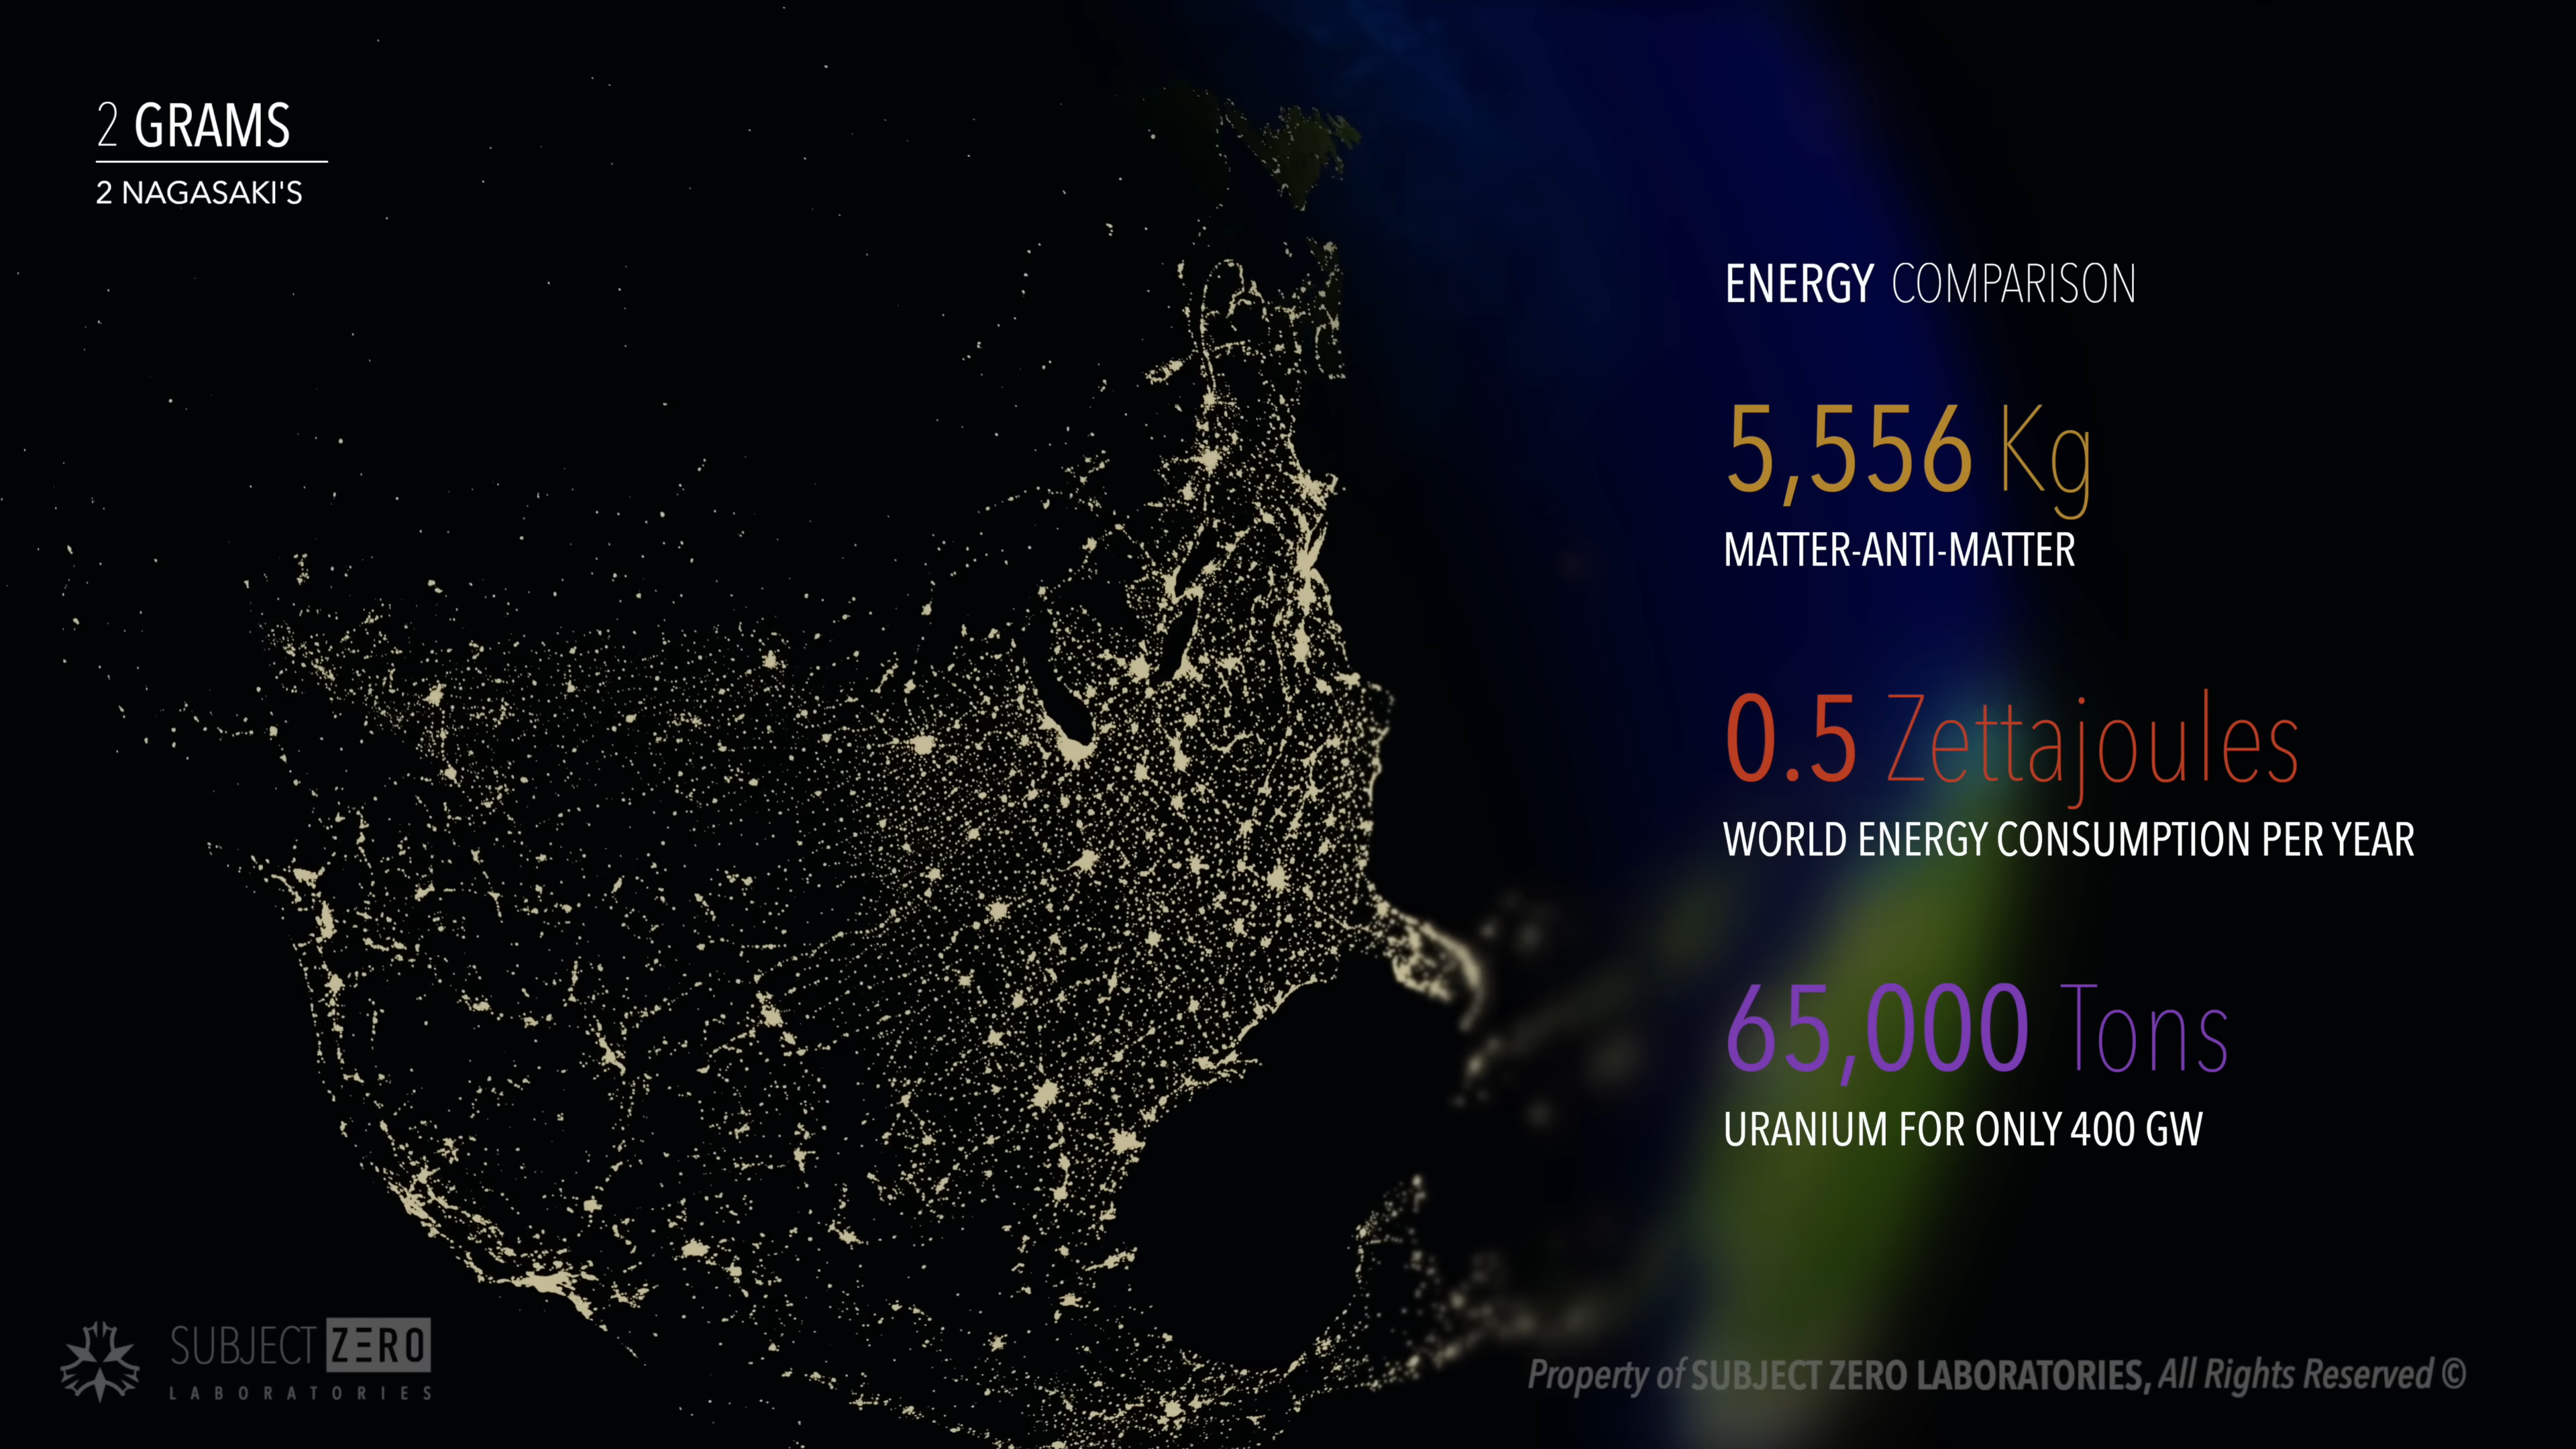 2 GRAMS
2 NAGASAKI'S
ENERGY COMPARISON
5,556 Kg
MATTER-ANTI-MATTER
0.5 Zettajoules
WORLD ENERGY CONSUMPTION PER YEAR
65,000 Tons
URANIUM FOR ONLY 400 GW
SUBJECT ZERO
LABORATORIES
Property of SUBJECT ZERO LABORATORIES, All Rights Reserved ©